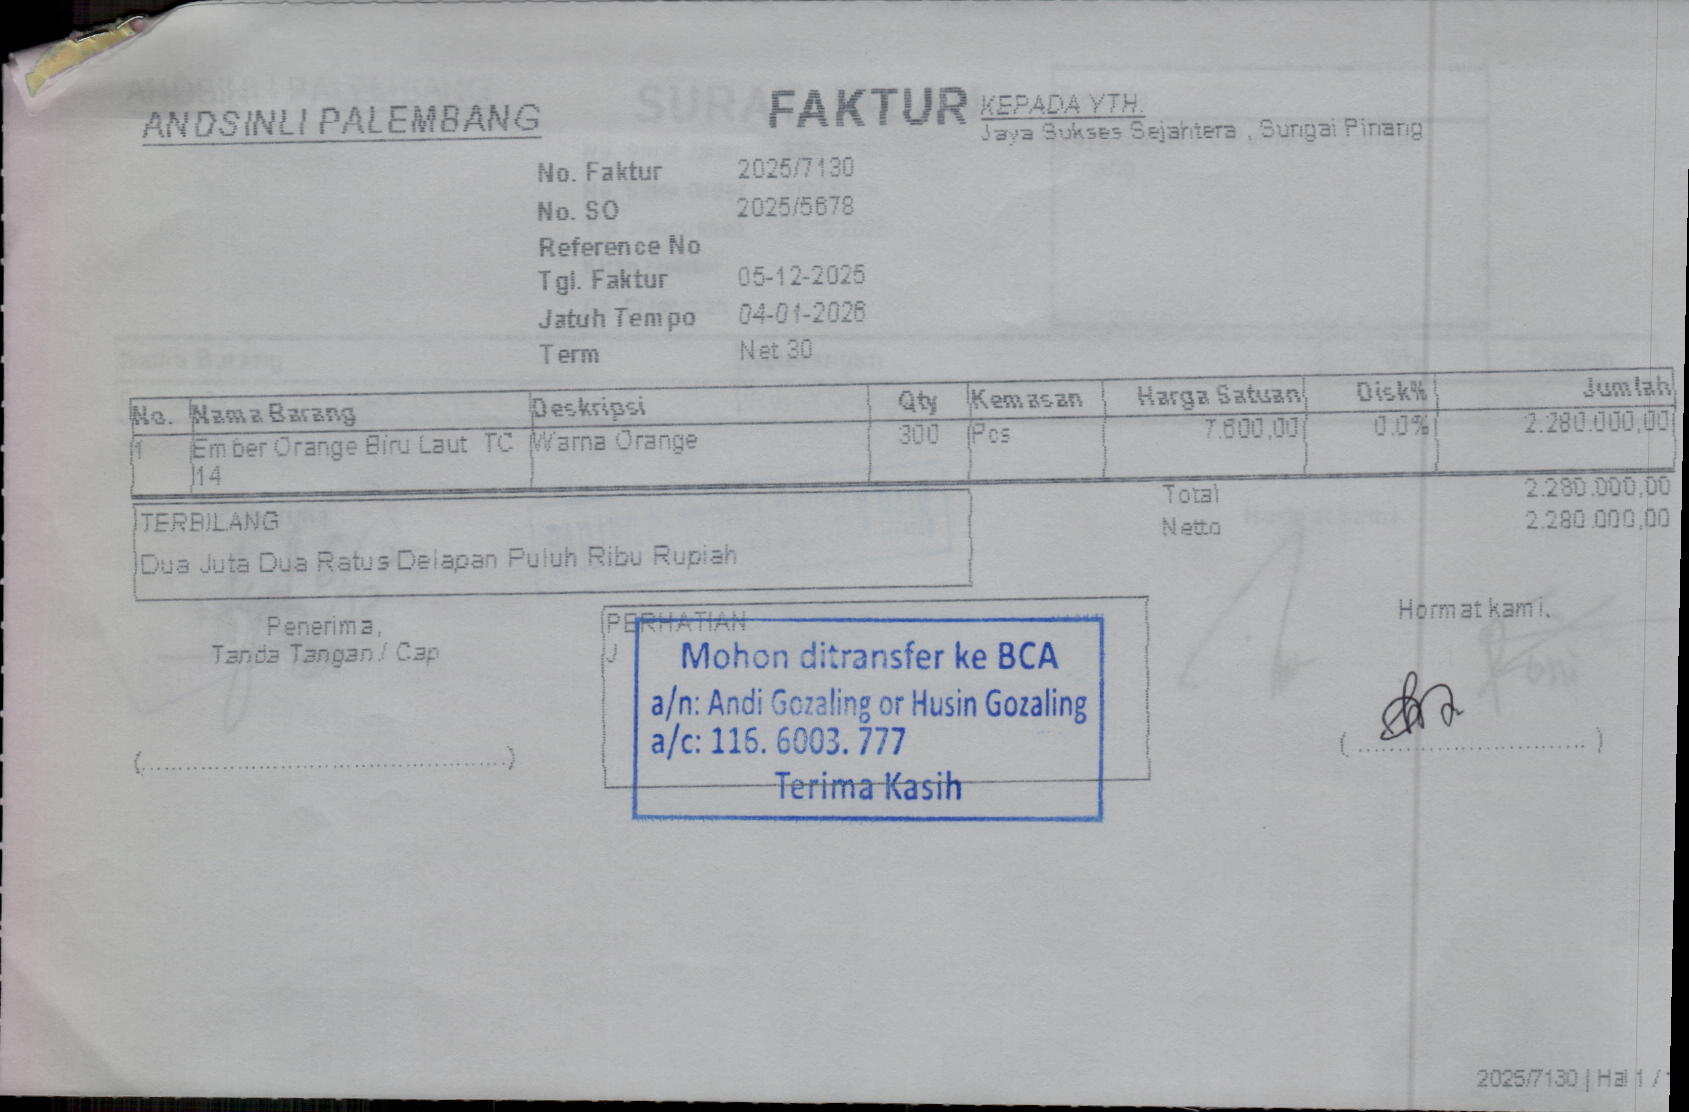 ANDSINLI PALEMBANG
FAKTUR
KEPADA YTH.
Jaya Sukses Sejahtera , Sungai Pinang
No. Faktur 2025/7130
No. SO 2025/5678
Reference No
Tgl. Faktur 05-12-2025
Jatuh Tempo 04-01-2026
Term Net 30
No. Nama Barang Deskripsi Qty Kemasan Harga Satuan Disk% Jumlah
1 Ember Orange Biru Laut TC Warna Orange 300 Pcs 7.600,00 0.0% 2.280.000,00
14
Total 2.280.000,00
Netto 2.280.000,00
TERBILANG
Dua Juta Dua Ratus Delapan Puluh Ribu Rupiah
Penerima,
Tanda Tangan / Cap
PERHATIAN
J
Mohon ditransfer ke BCA
a/n: Andi Gozaling or Husin Gozaling
a/c: 116. 6003. 777
Terima Kasih
Hormat kami,
2025/7130 | Hal 1 /